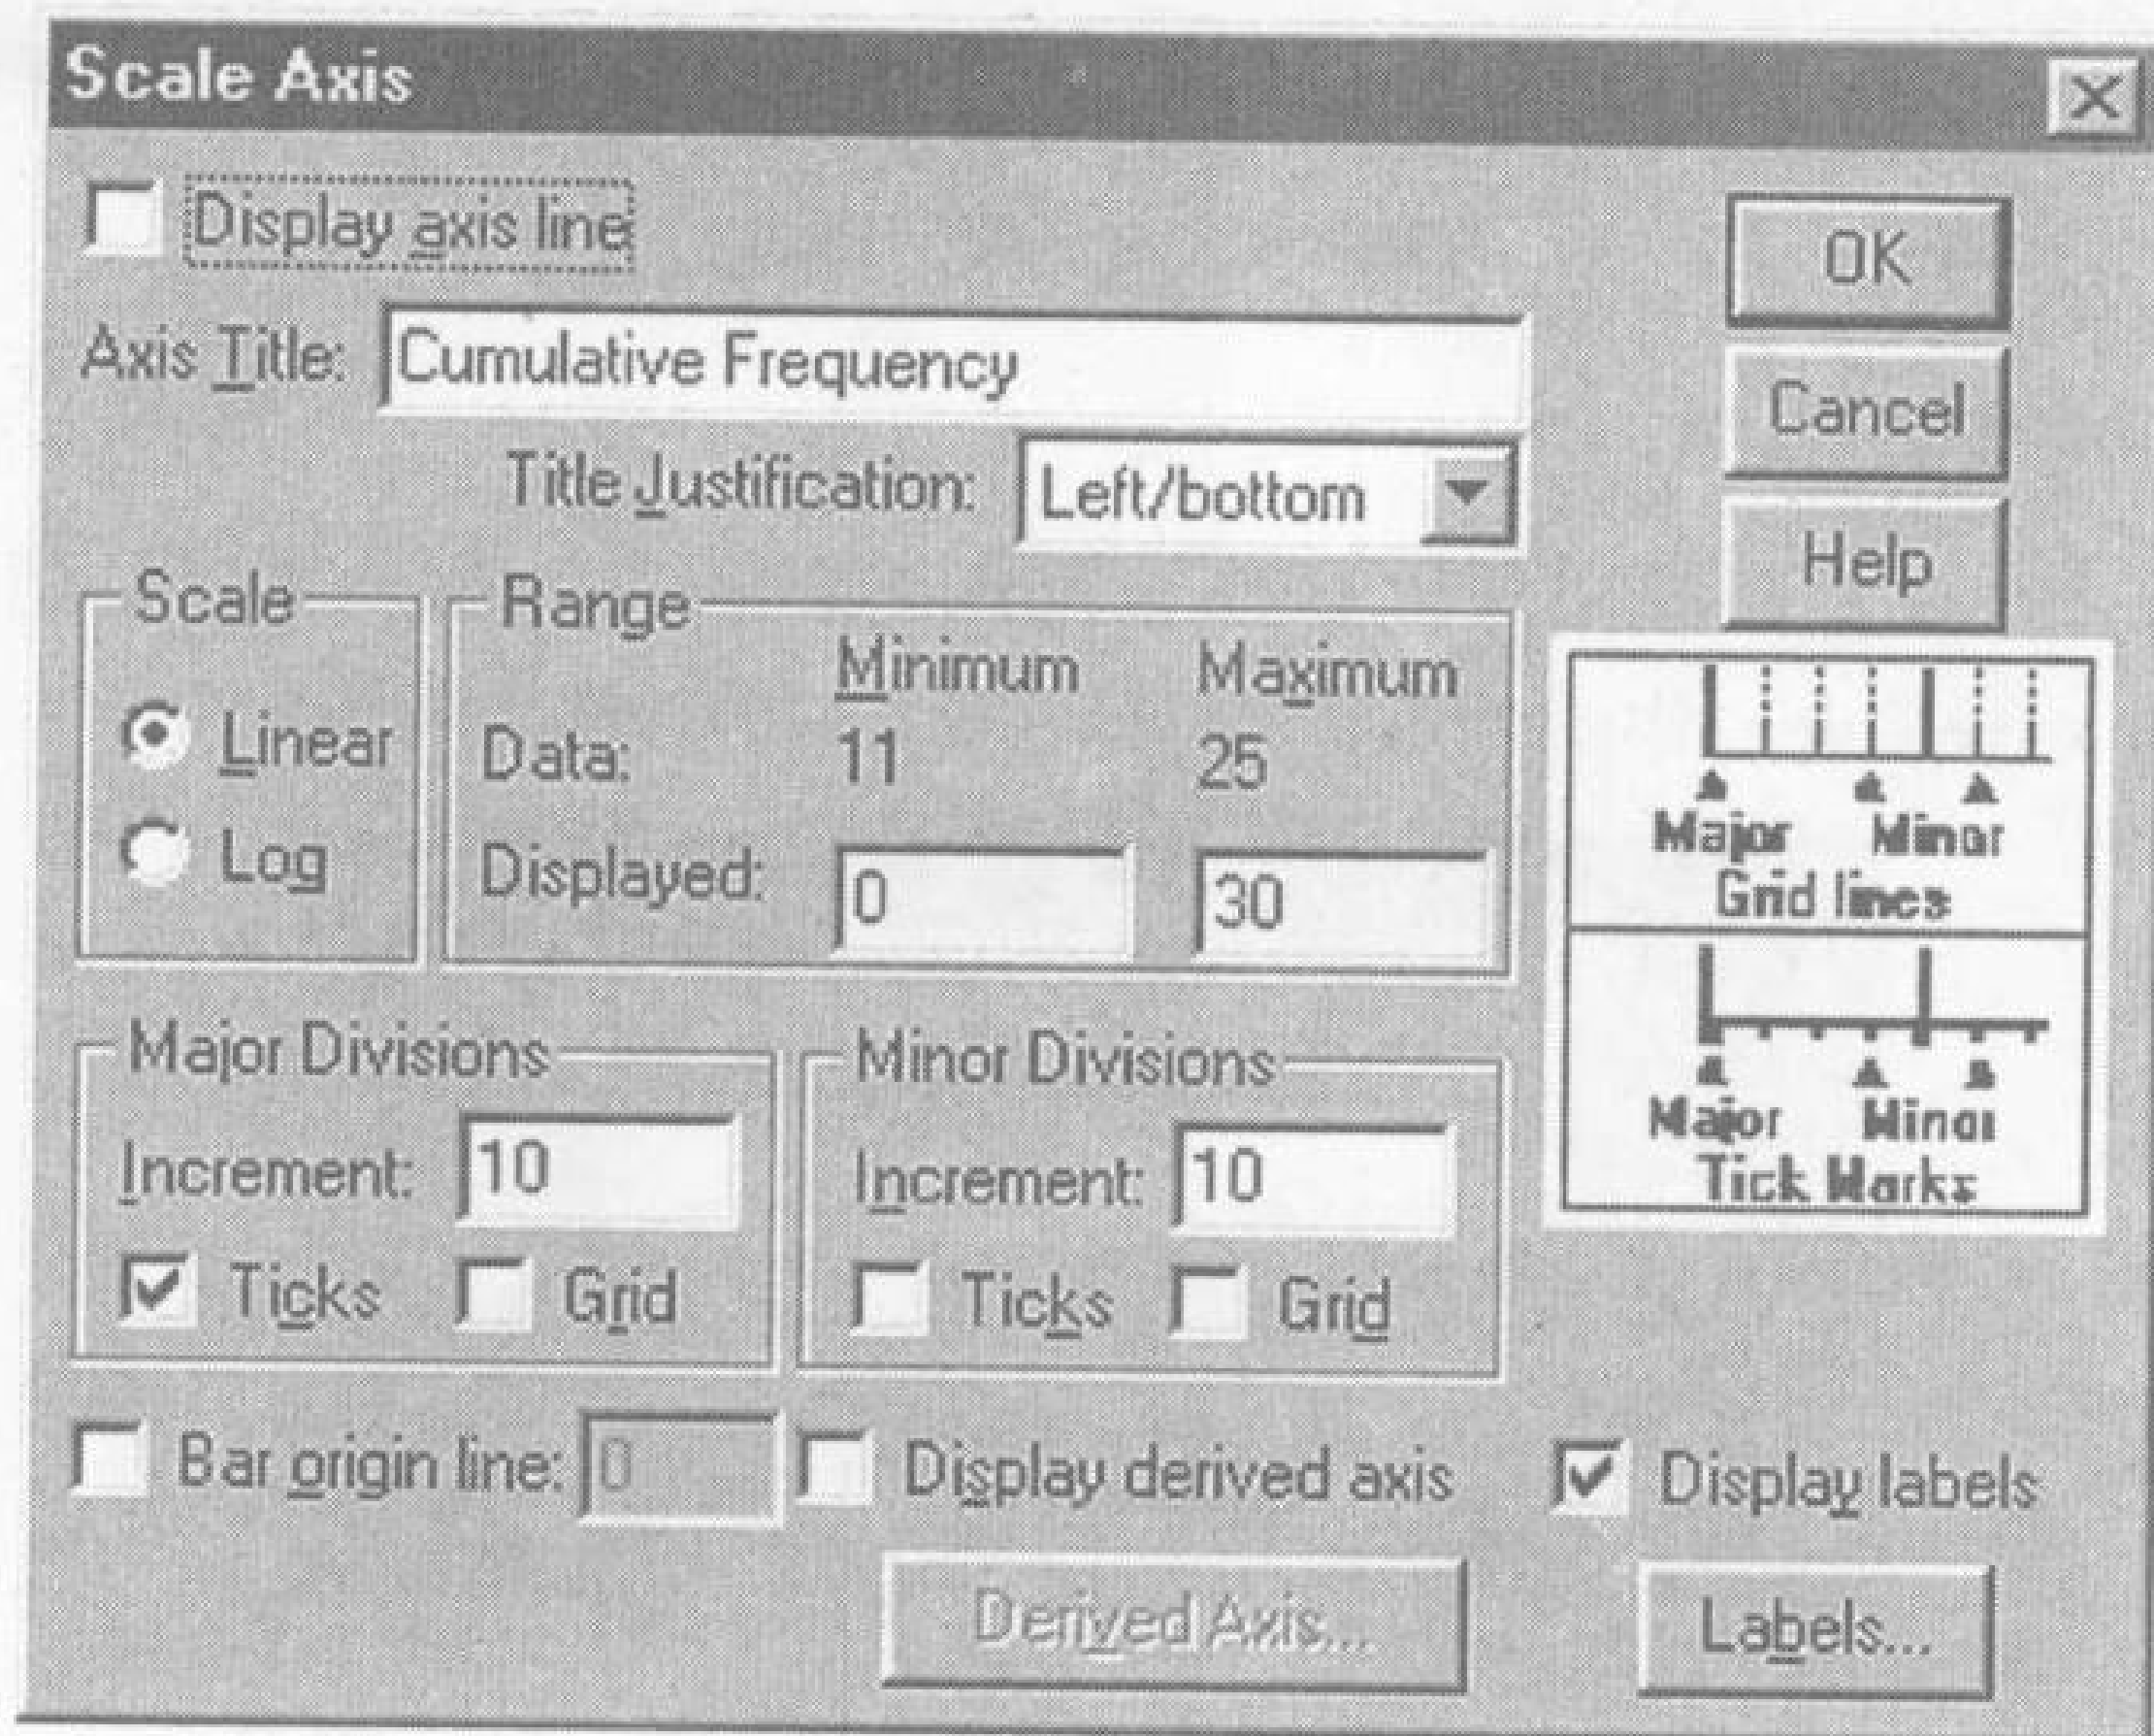 Scale Axis
Display axis line
OK
Axis Title: Cumulative Frequency
Cancel
Title Justification: Left/bottom
Help
Scale
Range
Minimum Maximum
Linear
Data: 11 25
Log
Displayed: 0 30
Major Minor
Grid lines
Major Minor
Tick Marks
Major Divisions
Increment: 10
Ticks Grid
Minor Divisions
Increment: 10
Ticks Grid
Bar origin line: 0
Display derived axis
Display labels
Derived Axis...
Labels...